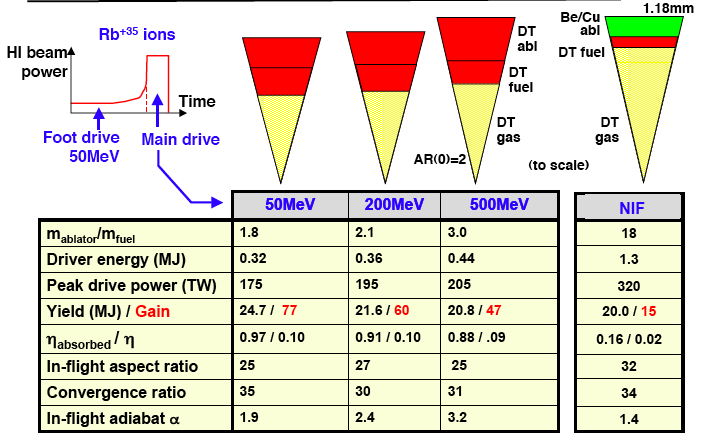 1.18mm
Be/Cu
abl
DT fuel
DT
gas
Rb+35 ions
HI beam
power
Time
Foot drive
50MeV
Main drive
DT
abl
DT
fuel
DT
gas
AR(0)=2
(to scale)
50MeV 200MeV 500MeV NIF
mablator/mfuel 1.8 2.1 3.0 18
Driver energy (MJ) 0.32 0.36 0.44 1.3
Peak drive power (TW) 175 195 205 320
Yield (MJ) / Gain 24.7 / 77 21.6 / 60 20.8 / 47 20.0 / 15
ηabsorbed / η 0.97 / 0.10 0.91 / 0.10 0.88 / .09 0.16 / 0.02
In-flight aspect ratio 25 27 25 32
Convergence ratio 35 30 31 34
In-flight adiabat α 1.9 2.4 3.2 1.4